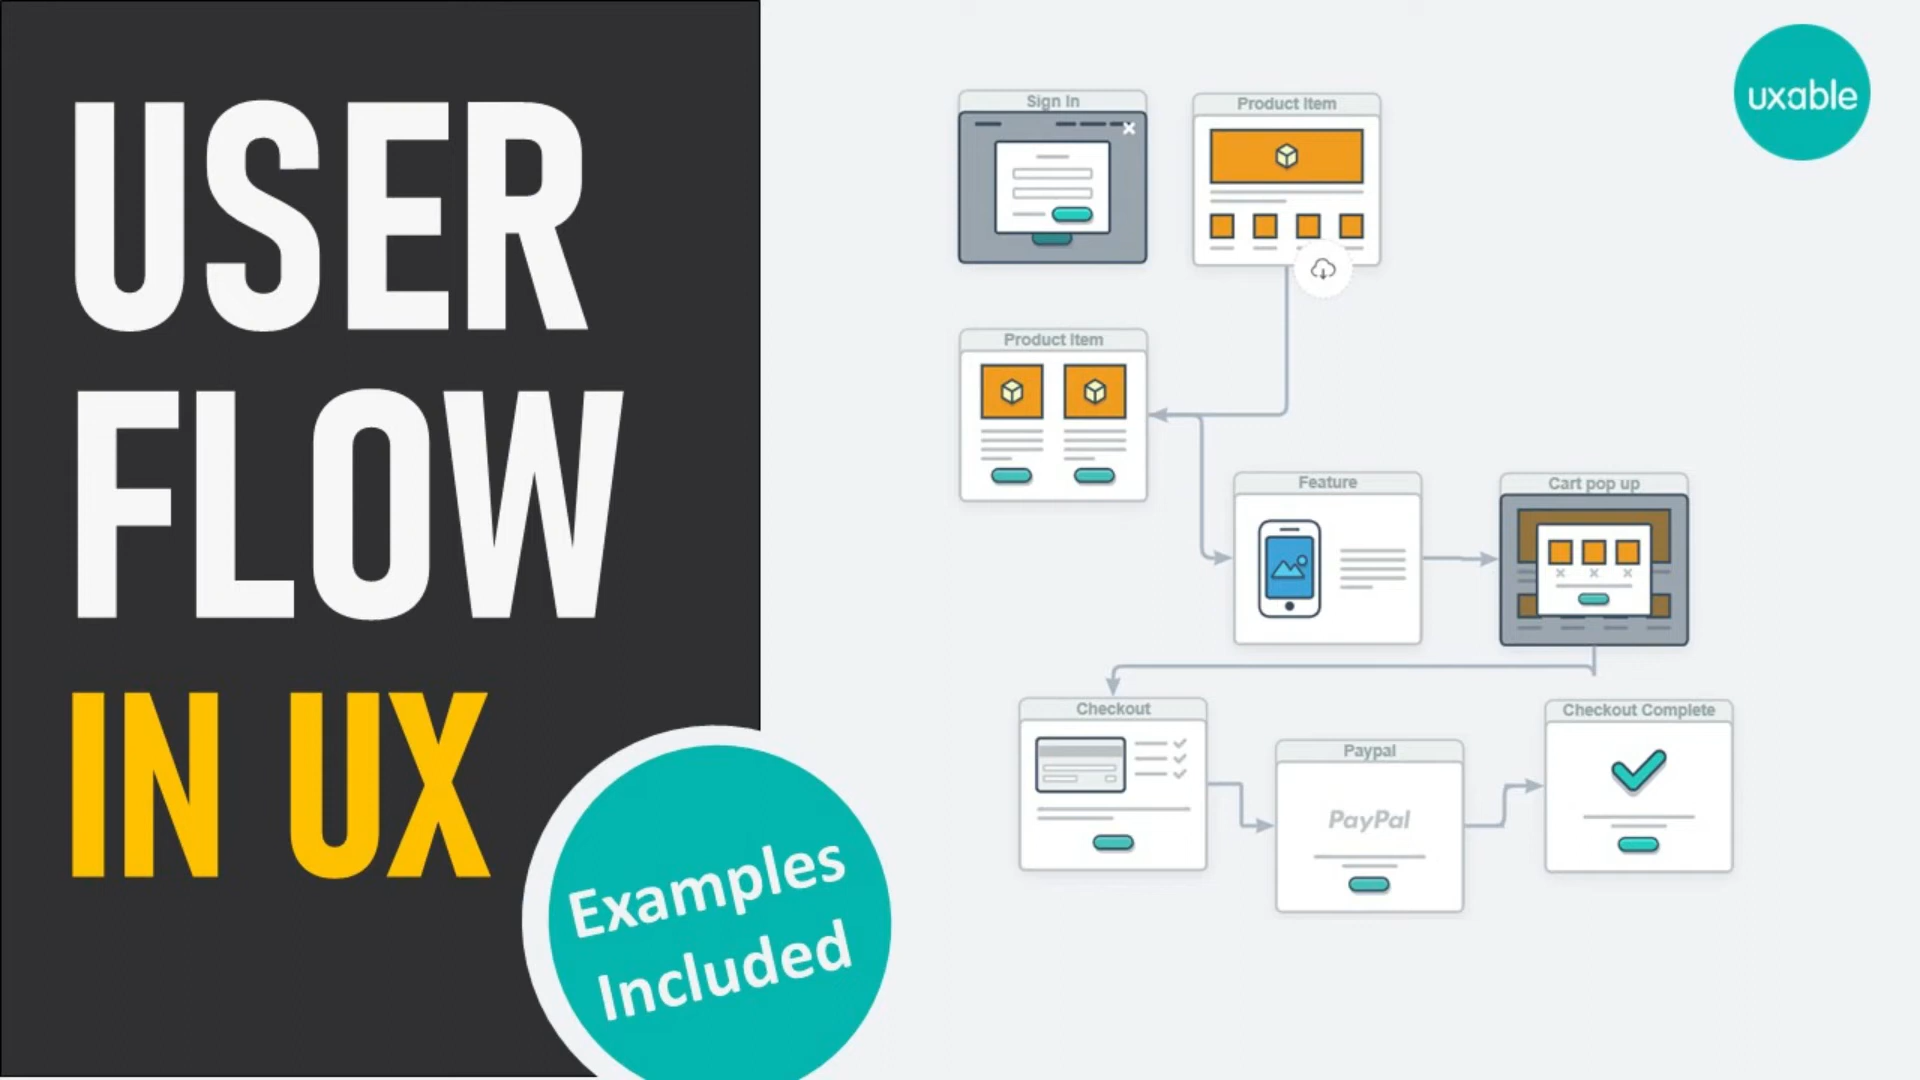 USER
FLOW
IN UX
Examples
Included
uxable
Sign In
Product Item
Product Item
Feature
Cart pop up
Checkout
Paypal
PayPal
Checkout Complete